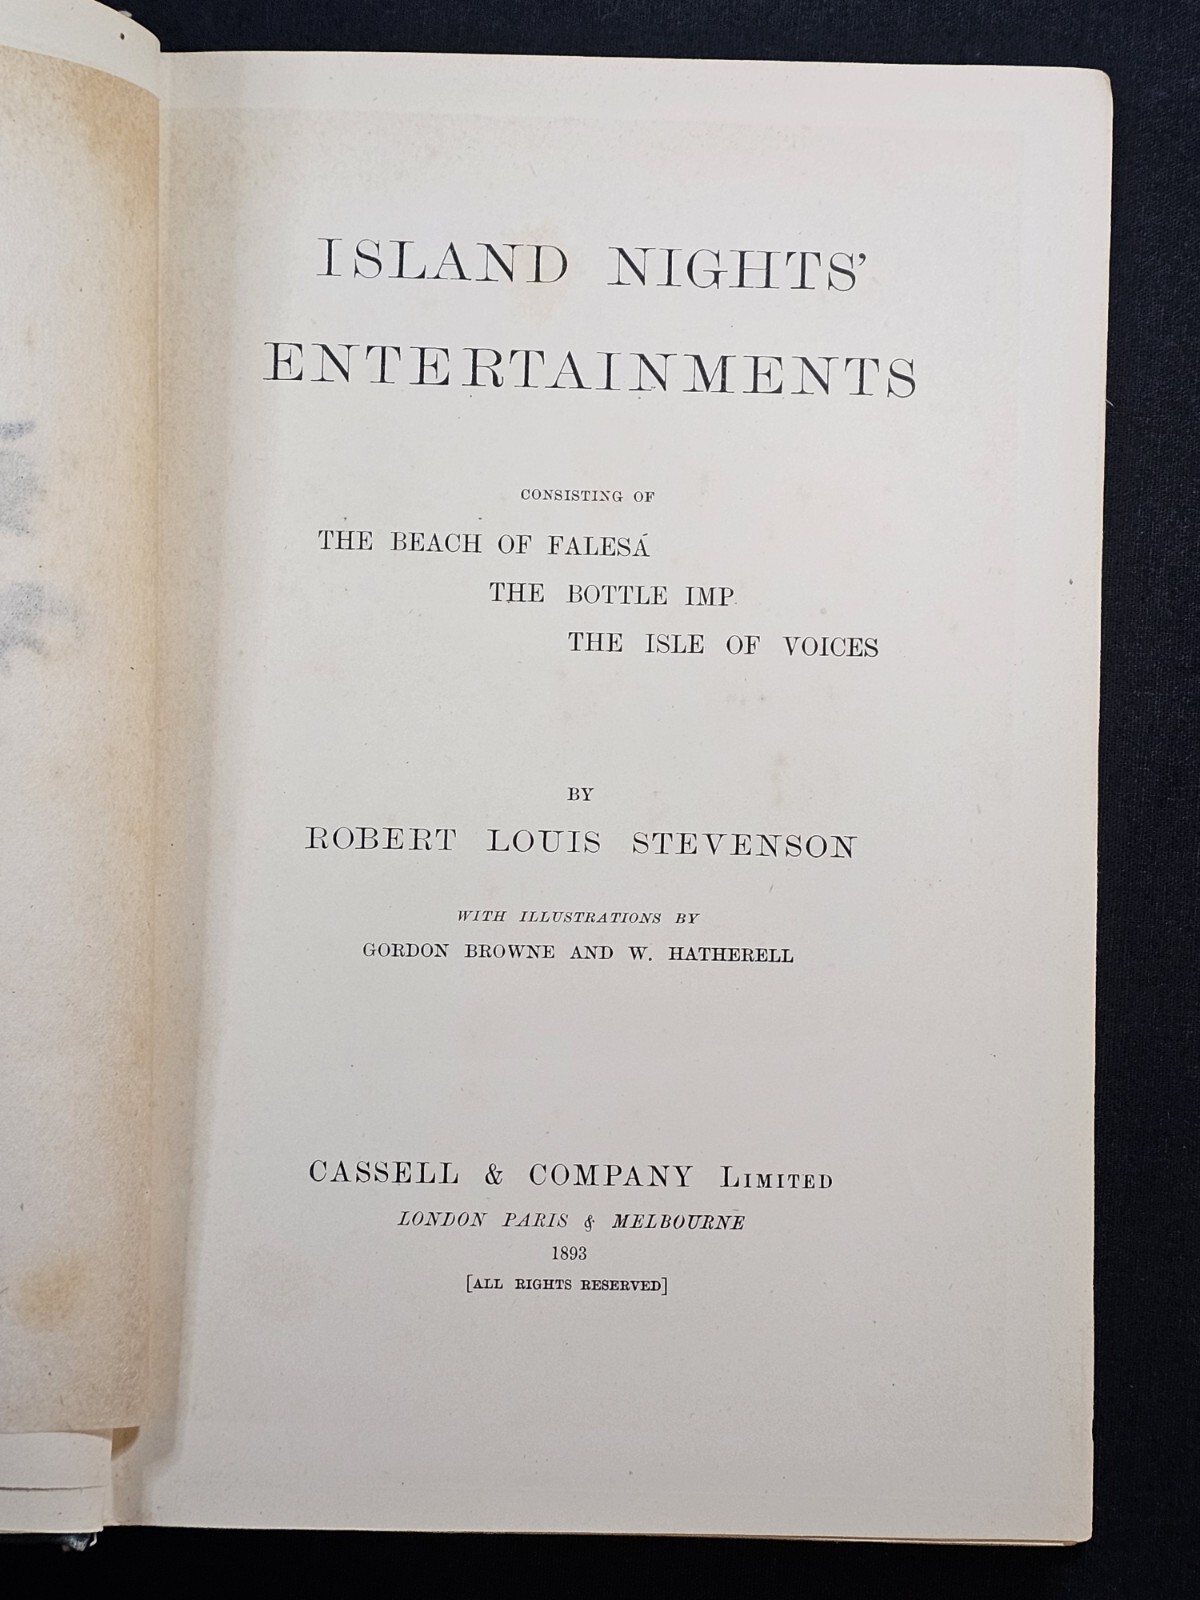 ISLAND NIGHTS'
ENTERTAINMENTS
CONSISTING OF
THE BEACH OF FALESÁ
THE BOTTLE IMP
THE ISLE OF VOICES
BY
ROBERT LOUIS STEVENSON
WITH ILLUSTRATIONS BY
GORDON BROWNE AND W. HATHERELL
CASSELL & COMPANY LIMITED
LONDON PARIS & MELBOURNE
1893
[ALL RIGHTS RESERVED]